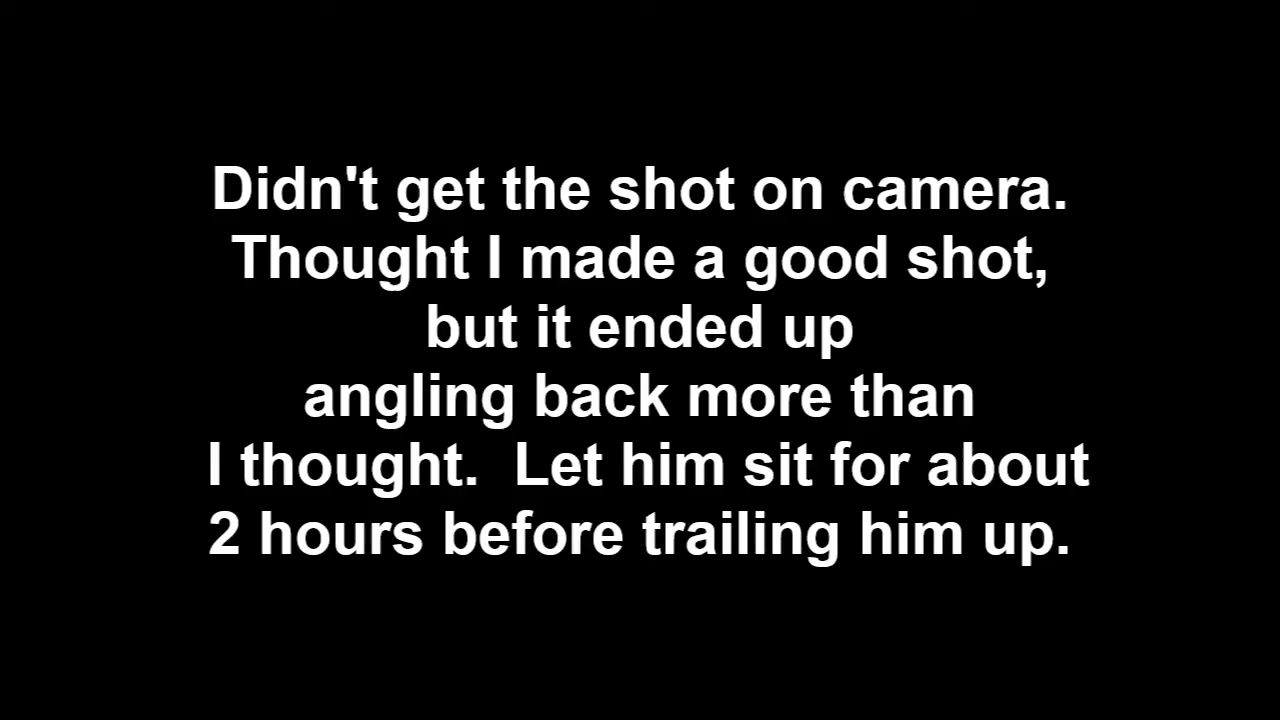 Didn't get the shot on camera.
Thought I made a good shot,
but it ended up
angling back more than
I thought.  Let him sit for about
2 hours before trailing him up.